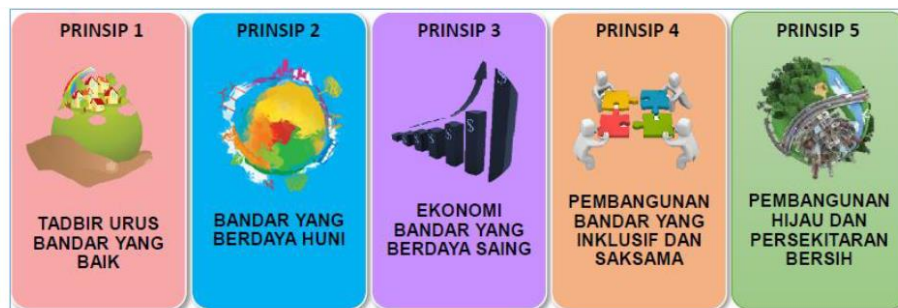 PRINSIP 1
TADBIR URUS
BANDAR YANG
BAIK
PRINSIP 2
BANDAR YANG
BERDAYA HUNI
PRINSIP 3
$ $ $ $ $
EKONOMI
BANDAR YANG
BERDAYA SAING
PRINSIP 4
PEMBANGUNAN
BANDAR YANG
INKLUSIF DAN
SAKSAMA
PRINSIP 5
PEMBANGUNAN
HIJAU DAN
PERSEKITARAN
BERSIH